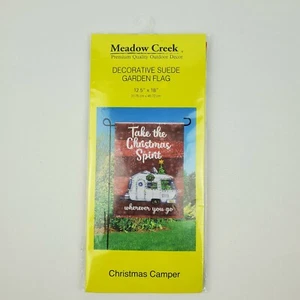 Meadow Creek
Premium Quality Outdoor Decor
DECORATIVE SUEDE
GARDEN FLAG
12.5" x 18"
Take the
Christmas
Spirit
wherever you go
Christmas Camper